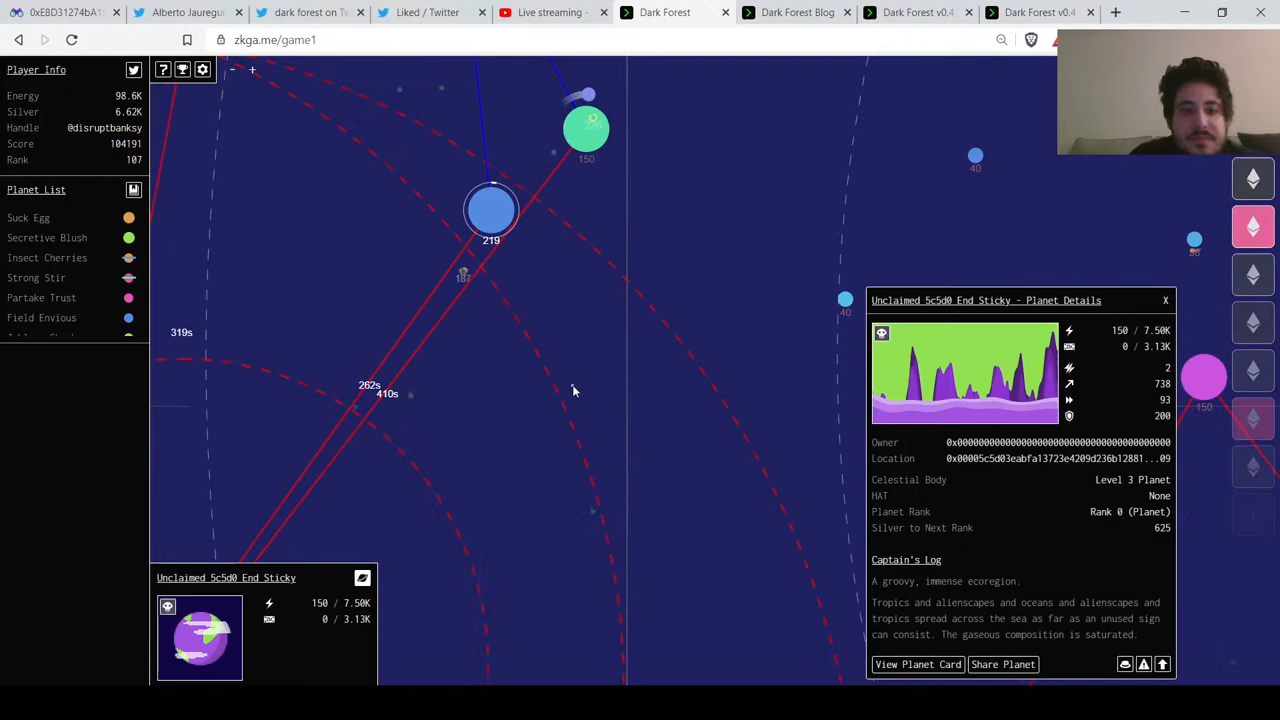 0xE8D31274bA1
Alberto Jauregu
dark forest on Tw
Liked / Twitter
Live streaming -
Dark Forest
Dark Forest Blog
Dark Forest v0.4
Dark Forest v0.4
zkga.me/game1
Player Info
? - +
Energy 98.6K
Silver 6.62K
Handle @disruptbanksy
Score 104191
Rank 107
Planet List
Suck Egg
Secretive Blush
Insect Cherries
Strong Stir
Partake Trust
Field Envious
150
219
187
319s
262s
410s
40
40
150
Unclaimed 5c5d0 End Sticky - Planet Details X
150 / 7.50K
0 / 3.13K
2
738
93
200
Owner 0x0000000000000000000000000000000000000000
Location 0x00005c5d03eabfa13723e4209d236b12881...09
Celestial Body Level 3 Planet
HAT None
Planet Rank Rank 0 (Planet)
Silver to Next Rank 625
Captain's Log
A groovy, immense ecoregion.
Tropics and alienscapes and oceans and alienscapes and
tropics spread across the sea as far as an unused sign
can consist. The gaseous composition is saturated.
View Planet Card Share Planet
Unclaimed 5c5d0 End Sticky
150 / 7.50K
0 / 3.13K